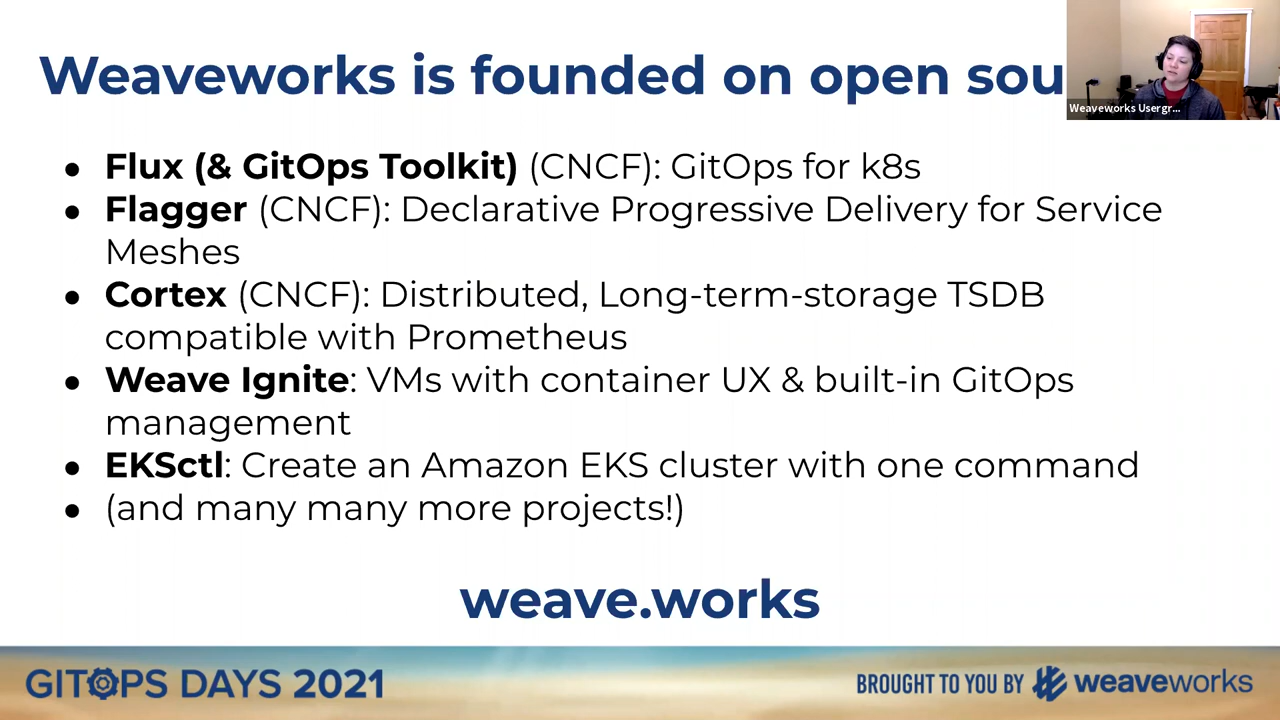 Weaveworks is founded on open sou
Weaveworks Usergr...
● Flux (& GitOps Toolkit) (CNCF): GitOps for k8s
● Flagger (CNCF): Declarative Progressive Delivery for Service
Meshes
● Cortex (CNCF): Distributed, Long-term-storage TSDB
compatible with Prometheus
● Weave Ignite: VMs with container UX & built-in GitOps
management
● EKSctl: Create an Amazon EKS cluster with one command
● (and many many more projects!)
weave.works
GITOPS DAYS 2021
BROUGHT TO YOU BY weaveworks